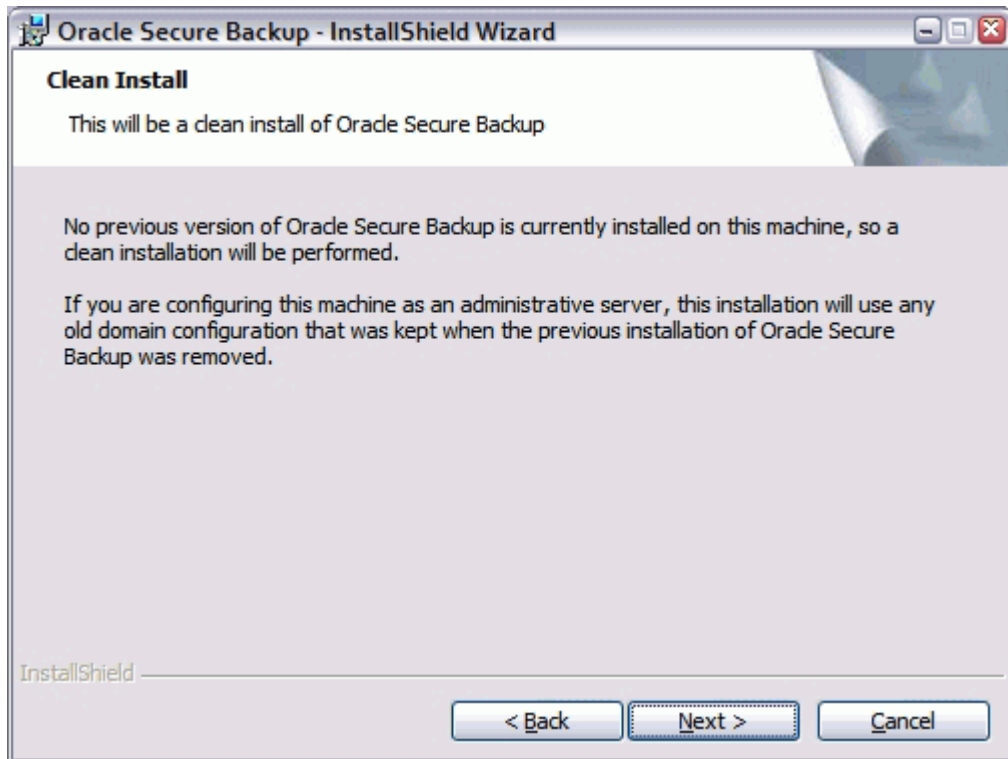 Oracle Secure Backup - InstallShield Wizard
Clean Install
This will be a clean install of Oracle Secure Backup
No previous version of Oracle Secure Backup is currently installed on this machine, so a
clean installation will be performed.
If you are configuring this machine as an administrative server, this installation will use any
old domain configuration that was kept when the previous installation of Oracle Secure
Backup was removed.
InstallShield
< Back
Next >
Cancel